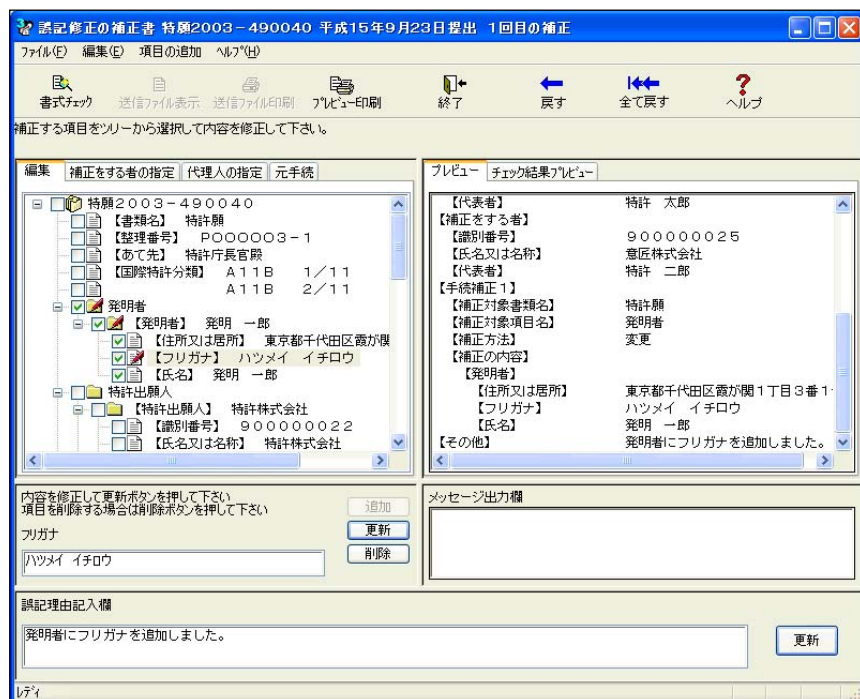 誤記修正の補正書 特願2003-490040 平成15年9月23日提出 1回目の補正
ファイル(F) 編集(E) 項目の追加 ヘルプ(H)
書式チェック 送信ファイル表示 送信ファイル印刷 プレビュー印刷 終了 戻す 全て戻す ヘルプ
補正する項目をツリーから選択して内容を修正して下さい。
編集 補正をする者の指定 代理人の指定 元手続
特願2003-490040
【書類名】 特許願
【整理番号】 P000003-1
【あて先】 特許庁長官殿
【国際特許分類】 A11B 1/11
A11B 2/11
発明者
【発明者】 発明 一郎
【住所又は居所】 東京都千代田区霞が関
【フリガナ】 ハツメイ イチロウ
【氏名】 発明 一郎
特許出願人
【特許出願人】 特許株式会社
【識別番号】 900000022
【氏名又は名称】 特許株式会社
プレビュー チェック結果プレビュー
【代表者】 特許 太郎
【補正をする者】
【識別番号】 900000025
【氏名又は名称】 意匠株式会社
【代表者】 特許 二郎
【手続補正1】
【補正対象書類名】 特許願
【補正対象項目名】 発明者
【補正方法】 変更
【補正の内容】
【発明者】
【住所又は居所】 東京都千代田区霞が関1丁目3番1
【フリガナ】 ハツメイ イチロウ
【氏名】 発明 一郎
【その他】 発明者にフリガナを追加しました。
内容を修正して更新ボタンを押して下さい
項目を削除する場合は削除ボタンを押して下さい
追加
更新
削除
フリガナ
ハツメイ イチロウ
メッセージ出力欄
誤記理由記入欄
発明者にフリガナを追加しました。
更新
レディ